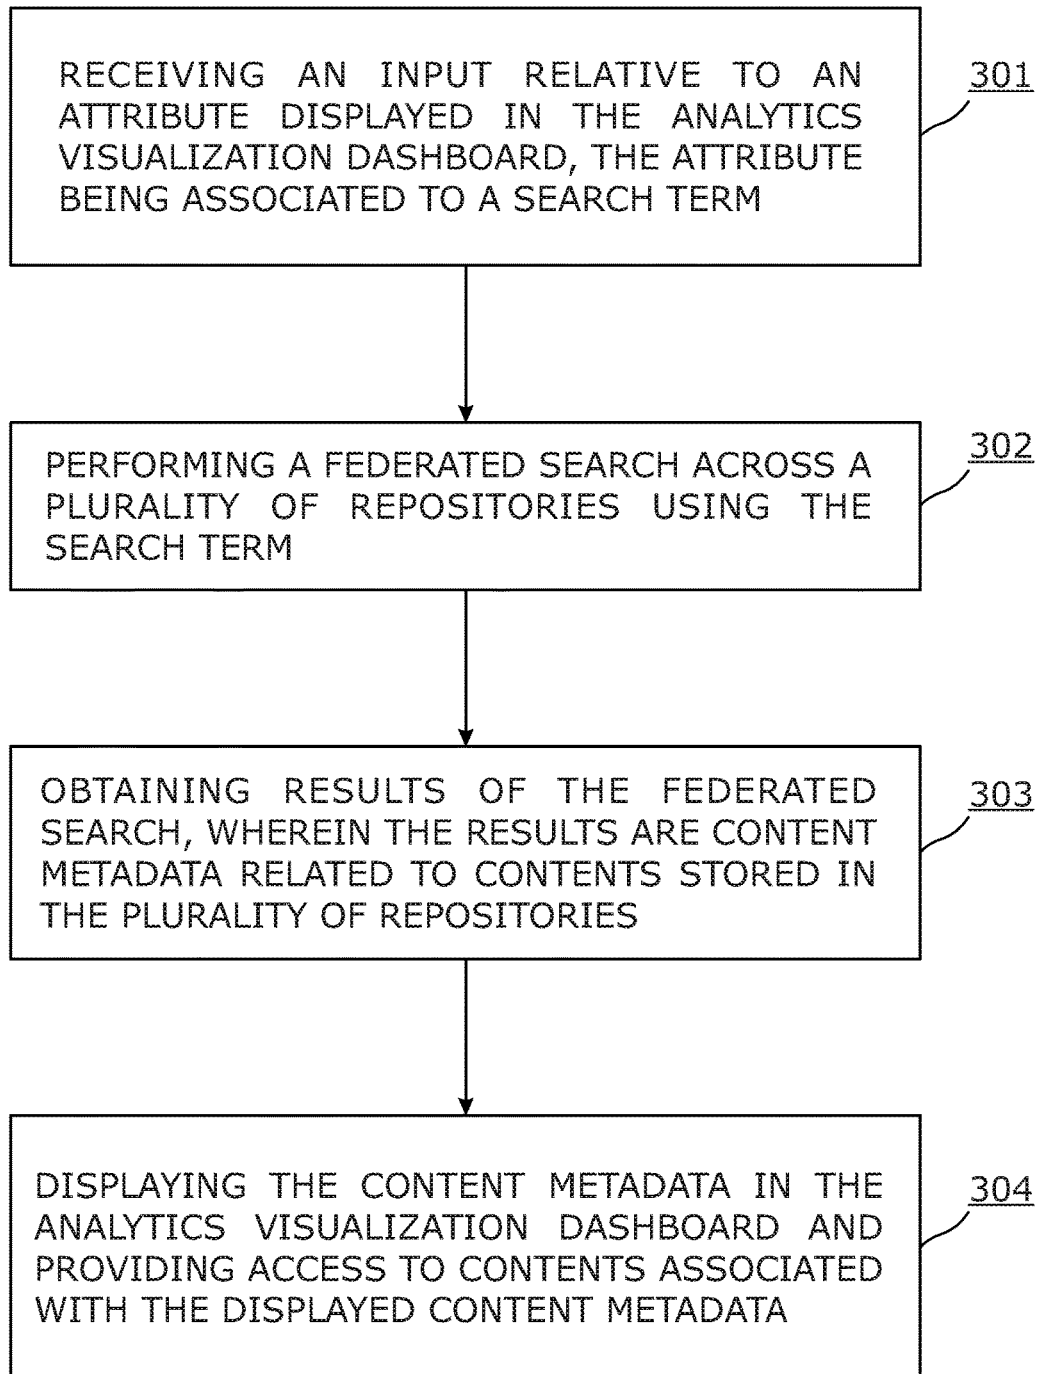 RECEIVING AN INPUT RELATIVE TO AN
ATTRIBUTE DISPLAYED IN THE ANALYTICS
VISUALIZATION DASHBOARD, THE ATTRIBUTE
BEING ASSOCIATED TO A SEARCH TERM
301
PERFORMING A FEDERATED SEARCH ACROSS A
PLURALITY OF REPOSITORIES USING THE
SEARCH TERM
302
OBTAINING RESULTS OF THE FEDERATED
SEARCH, WHEREIN THE RESULTS ARE CONTENT
METADATA RELATED TO CONTENTS STORED IN
THE PLURALITY OF REPOSITORIES
303
DISPLAYING THE CONTENT METADATA IN THE
ANALYTICS VISUALIZATION DASHBOARD AND
PROVIDING ACCESS TO CONTENTS ASSOCIATED
WITH THE DISPLAYED CONTENT METADATA
304